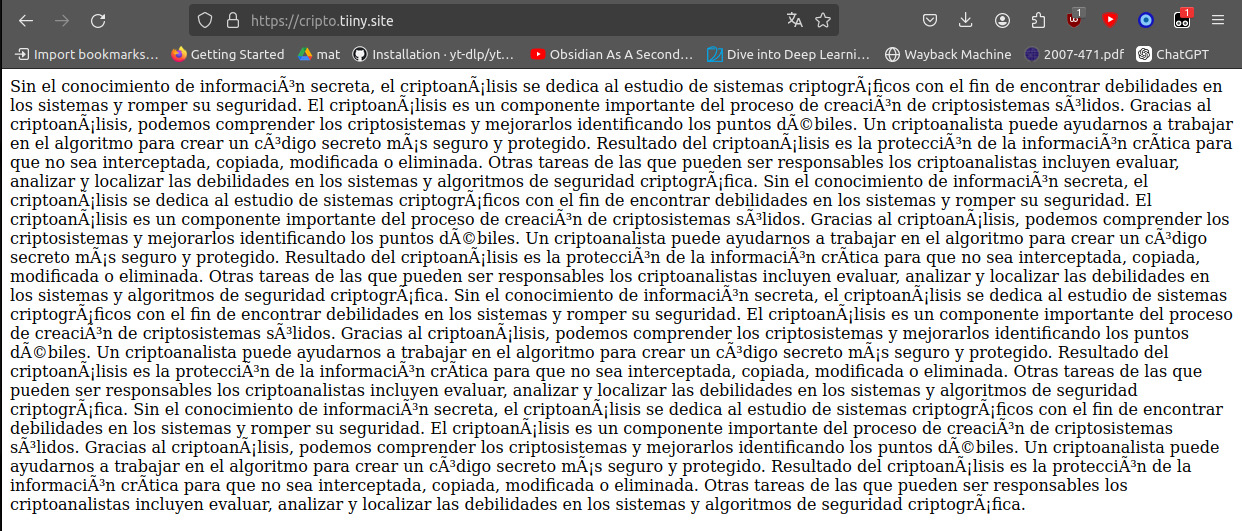 https://cripto.tiiny.site
1
1
Import bookmarks...
Getting Started
mat
Installation · yt-dlp/yt...
Obsidian As A Second...
Dive into Deep Learni...
Wayback Machine
2007-471.pdf
ChatGPT
Sin el conocimiento de informaciÃ³n secreta, el criptoanÃ¡lisis se dedica al estudio de sistemas criptogrÃ¡ficos con el fin de encontrar debilidades en
los sistemas y romper su seguridad. El criptoanÃ¡lisis es un componente importante del proceso de creaciÃ³n de criptosistemas sÃ³lidos. Gracias al
criptoanÃ¡lisis, podemos comprender los criptosistemas y mejorarlos identificando los puntos dÃ©biles. Un criptoanalista puede ayudarnos a trabajar
en el algoritmo para crear un cÃ³digo secreto mÃ¡s seguro y protegido. Resultado del criptoanÃ¡lisis es la protecciÃ³n de la informaciÃ³n crÃtica para
que no sea interceptada, copiada, modificada o eliminada. Otras tareas de las que pueden ser responsables los criptoanalistas incluyen evaluar,
analizar y localizar las debilidades en los sistemas y algoritmos de seguridad criptogrÃ¡fica. Sin el conocimiento de informaciÃ³n secreta, el
criptoanÃ¡lisis se dedica al estudio de sistemas criptogrÃ¡ficos con el fin de encontrar debilidades en los sistemas y romper su seguridad. El
criptoanÃ¡lisis es un componente importante del proceso de creaciÃ³n de criptosistemas sÃ³lidos. Gracias al criptoanÃ¡lisis, podemos comprender los
criptosistemas y mejorarlos identificando los puntos dÃ©biles. Un criptoanalista puede ayudarnos a trabajar en el algoritmo para crear un cÃ³digo
secreto mÃ¡s seguro y protegido. Resultado del criptoanÃ¡lisis es la protecciÃ³n de la informaciÃ³n crÃtica para que no sea interceptada, copiada,
modificada o eliminada. Otras tareas de las que pueden ser responsables los criptoanalistas incluyen evaluar, analizar y localizar las debilidades en
los sistemas y algoritmos de seguridad criptogrÃ¡fica. Sin el conocimiento de informaciÃ³n secreta, el criptoanÃ¡lisis se dedica al estudio de sistemas
criptogrÃ¡ficos con el fin de encontrar debilidades en los sistemas y romper su seguridad. El criptoanÃ¡lisis es un componente importante del proceso
de creaciÃ³n de criptosistemas sÃ³lidos. Gracias al criptoanÃ¡lisis, podemos comprender los criptosistemas y mejorarlos identificando los puntos
dÃ©biles. Un criptoanalista puede ayudarnos a trabajar en el algoritmo para crear un cÃ³digo secreto mÃ¡s seguro y protegido. Resultado del
criptoanÃ¡lisis es la protecciÃ³n de la informaciÃ³n crÃtica para que no sea interceptada, copiada, modificada o eliminada. Otras tareas de las que
pueden ser responsables los criptoanalistas incluyen evaluar, analizar y localizar las debilidades en los sistemas y algoritmos de seguridad
criptogrÃ¡fica. Sin el conocimiento de informaciÃ³n secreta, el criptoanÃ¡lisis se dedica al estudio de sistemas criptogrÃ¡ficos con el fin de encontrar
debilidades en los sistemas y romper su seguridad. El criptoanÃ¡lisis es un componente importante del proceso de creaciÃ³n de criptosistemas
sÃ³lidos. Gracias al criptoanÃ¡lisis, podemos comprender los criptosistemas y mejorarlos identificando los puntos dÃ©biles. Un criptoanalista puede
ayudarnos a trabajar en el algoritmo para crear un cÃ³digo secreto mÃ¡s seguro y protegido. Resultado del criptoanÃ¡lisis es la protecciÃ³n de la
informaciÃ³n crÃtica para que no sea interceptada, copiada, modificada o eliminada. Otras tareas de las que pueden ser responsables los
criptoanalistas incluyen evaluar, analizar y localizar las debilidades en los sistemas y algoritmos de seguridad criptogrÃ¡fica.